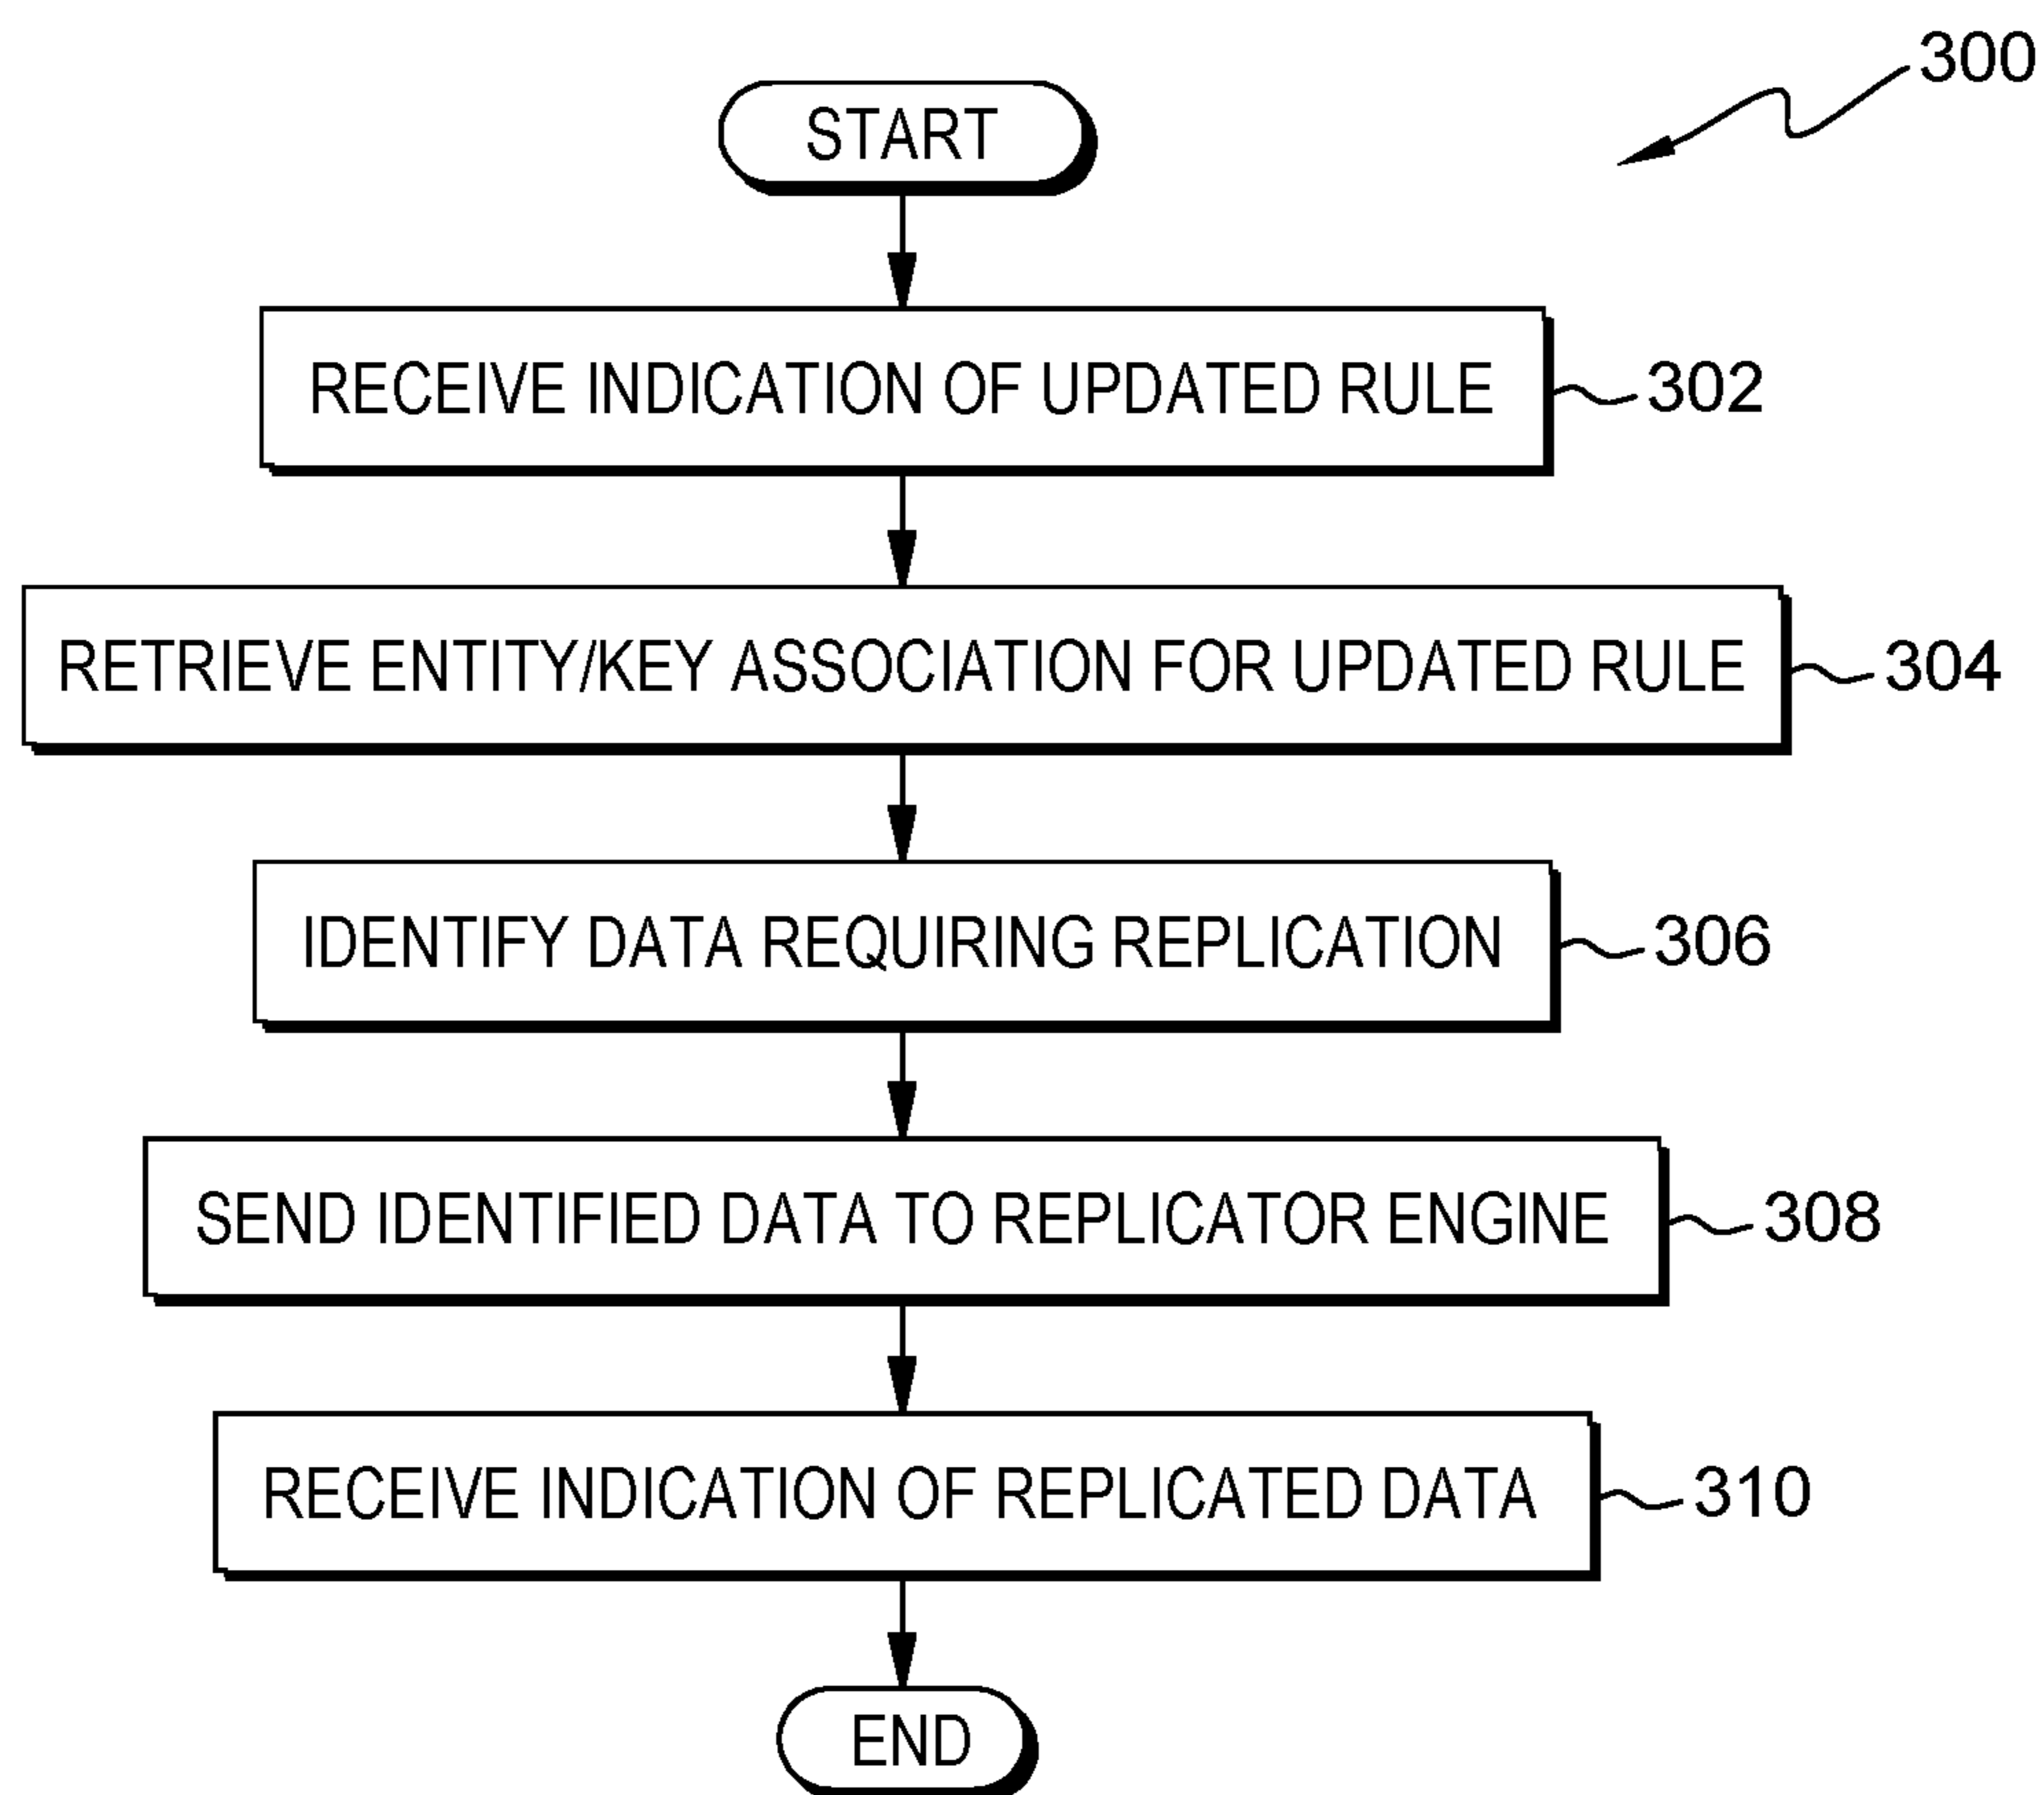 300
START
RECEIVE INDICATION OF UPDATED RULE
302
RETRIEVE ENTITY/KEY ASSOCIATION FOR UPDATED RULE
304
IDENTIFY DATA REQUIRING REPLICATION
306
SEND IDENTIFIED DATA TO REPLICATOR ENGINE
308
RECEIVE INDICATION OF REPLICATED DATA
310
END